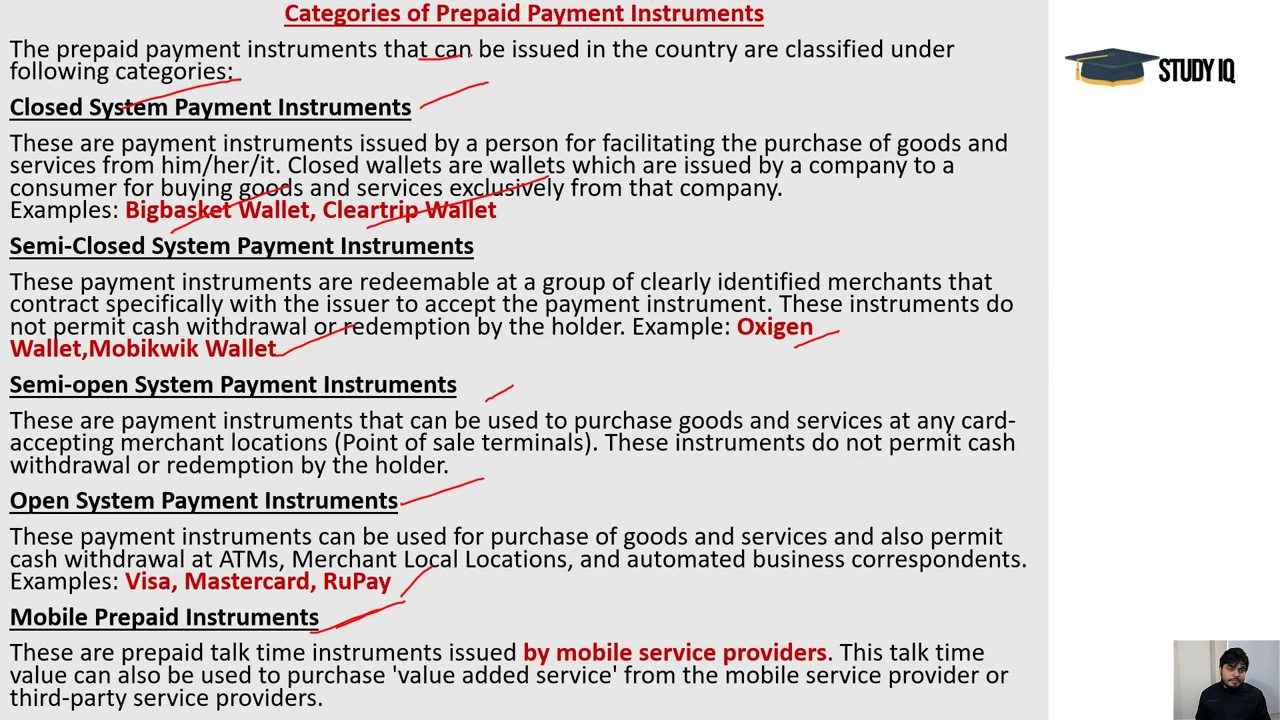 Categories of Prepaid Payment Instruments
The prepaid payment instruments that can be issued in the country are classified under
following categories:
Closed System Payment Instruments
These are payment instruments issued by a person for facilitating the purchase of goods and
services from him/her/it. Closed wallets are wallets which are issued by a company to a
consumer for buying goods and services exclusively from that company.
Examples: Bigbasket Wallet, Cleartrip Wallet
Semi-Closed System Payment Instruments
These payment instruments are redeemable at a group of clearly identified merchants that
contract specifically with the issuer to accept the payment instrument. These instruments do
not permit cash withdrawal or redemption by the holder. Example: Oxigen
Wallet,Mobikwik Wallet
Semi-open System Payment Instruments
These are payment instruments that can be used to purchase goods and services at any card-
accepting merchant locations (Point of sale terminals). These instruments do not permit cash
withdrawal or redemption by the holder.
Open System Payment Instruments
These payment instruments can be used for purchase of goods and services and also permit
cash withdrawal at ATMs, Merchant Local Locations, and automated business correspondents.
Examples: Visa, Mastercard, RuPay
Mobile Prepaid Instruments
These are prepaid talk time instruments issued by mobile service providers. This talk time
value can also be used to purchase 'value added service' from the mobile service provider or
third-party service providers.
STUDY IQ